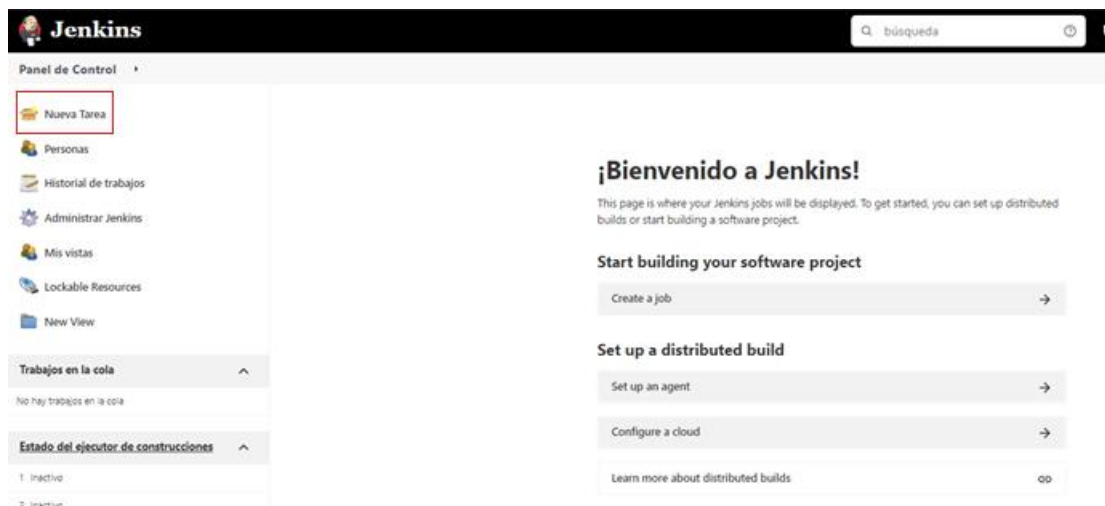 Jenkins
búsqueda
Panel de Control
Nueva Tarea
Personas
Historial de trabajos
Administrar Jenkins
Mis vistas
Lockable Resources
New View
Trabajos en la cola
No hay trabajos en la cola
Estado del ejecutor de construcciones
1 Inactivo
2 Inactivo
¡Bienvenido a Jenkins!
This page is where your Jenkins jobs will be displayed. To get started, you can set up distributed
builds or start building a software project.
Start building your software project
Create a job
Set up a distributed build
Set up an agent
Configure a cloud
Learn more about distributed builds